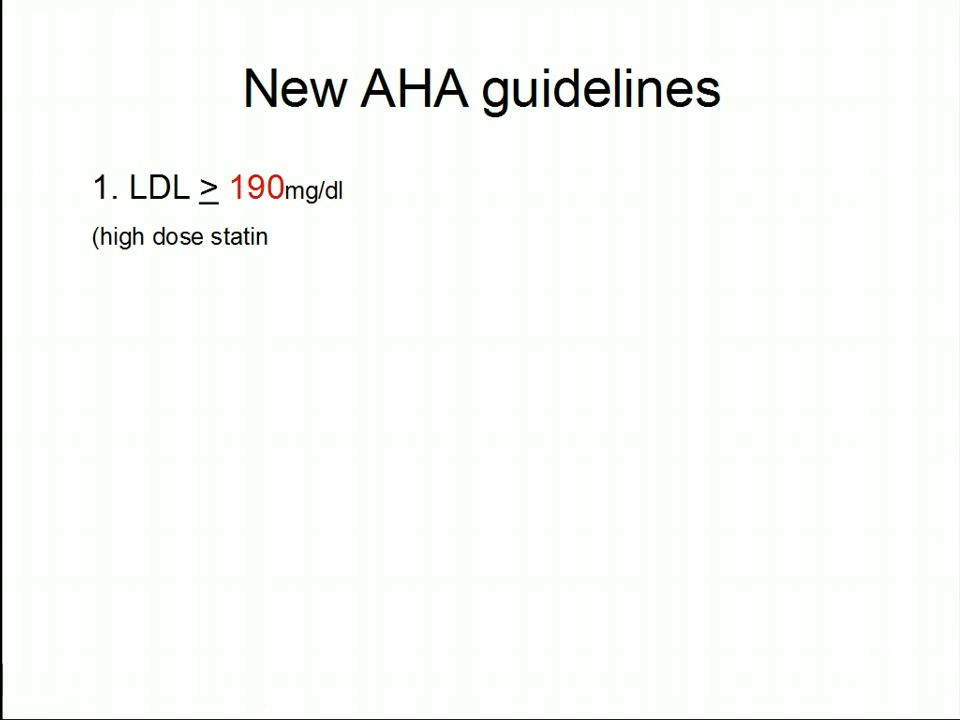 New AHA guidelines
1. LDL > 190mg/dl
(high dose statin